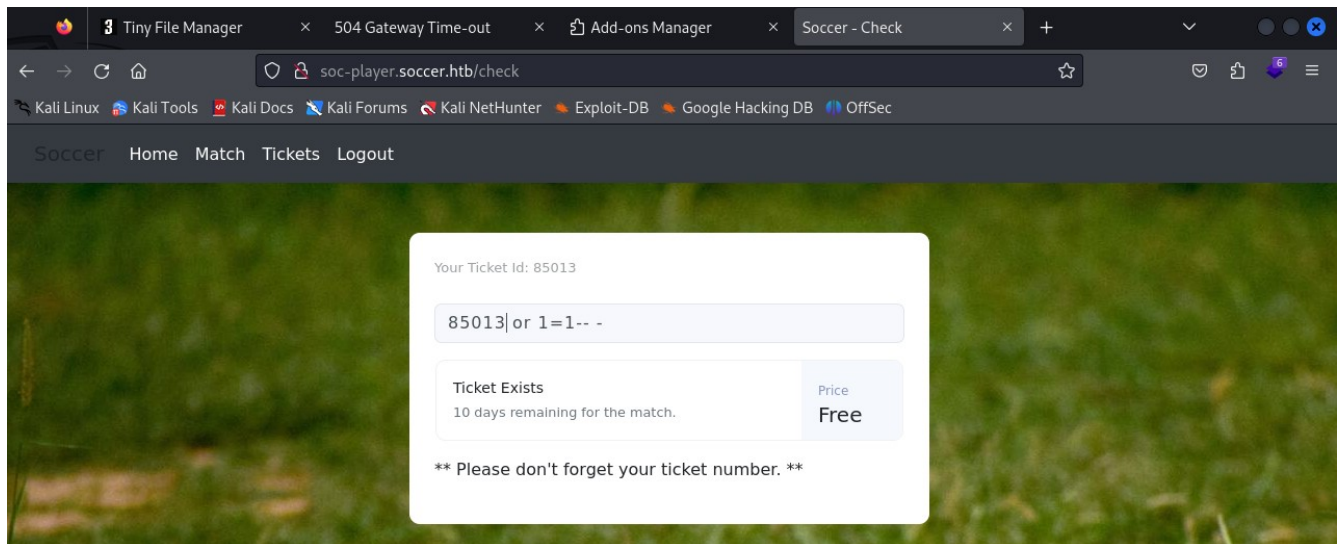 Tiny File Manager × 504 Gateway Time-out × Add-ons Manager × Soccer - Check × +
soc-player.soccer.htb/check 6
Kali Linux Kali Tools Kali Docs Kali Forums Kali NetHunter Exploit-DB Google Hacking DB OffSec
Soccer Home Match Tickets Logout
Your Ticket Id: 85013
85013 or 1=1-- -
Ticket Exists
10 days remaining for the match.
Price
Free
** Please don't forget your ticket number. **